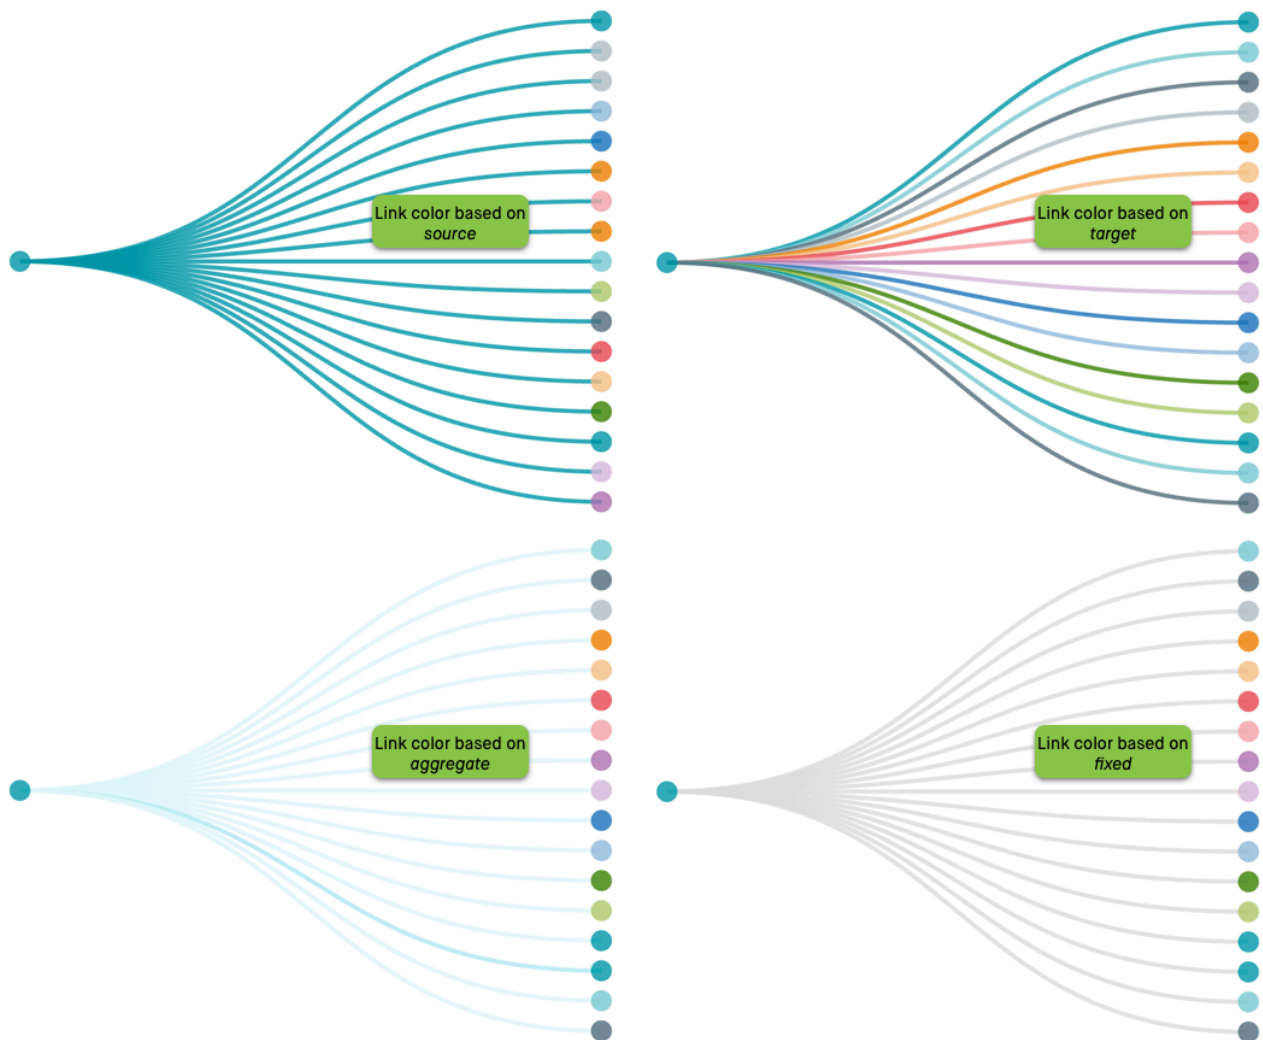 Link color based on
source
Link color based on
target
Link color based on
aggregate
Link color based on
fixed